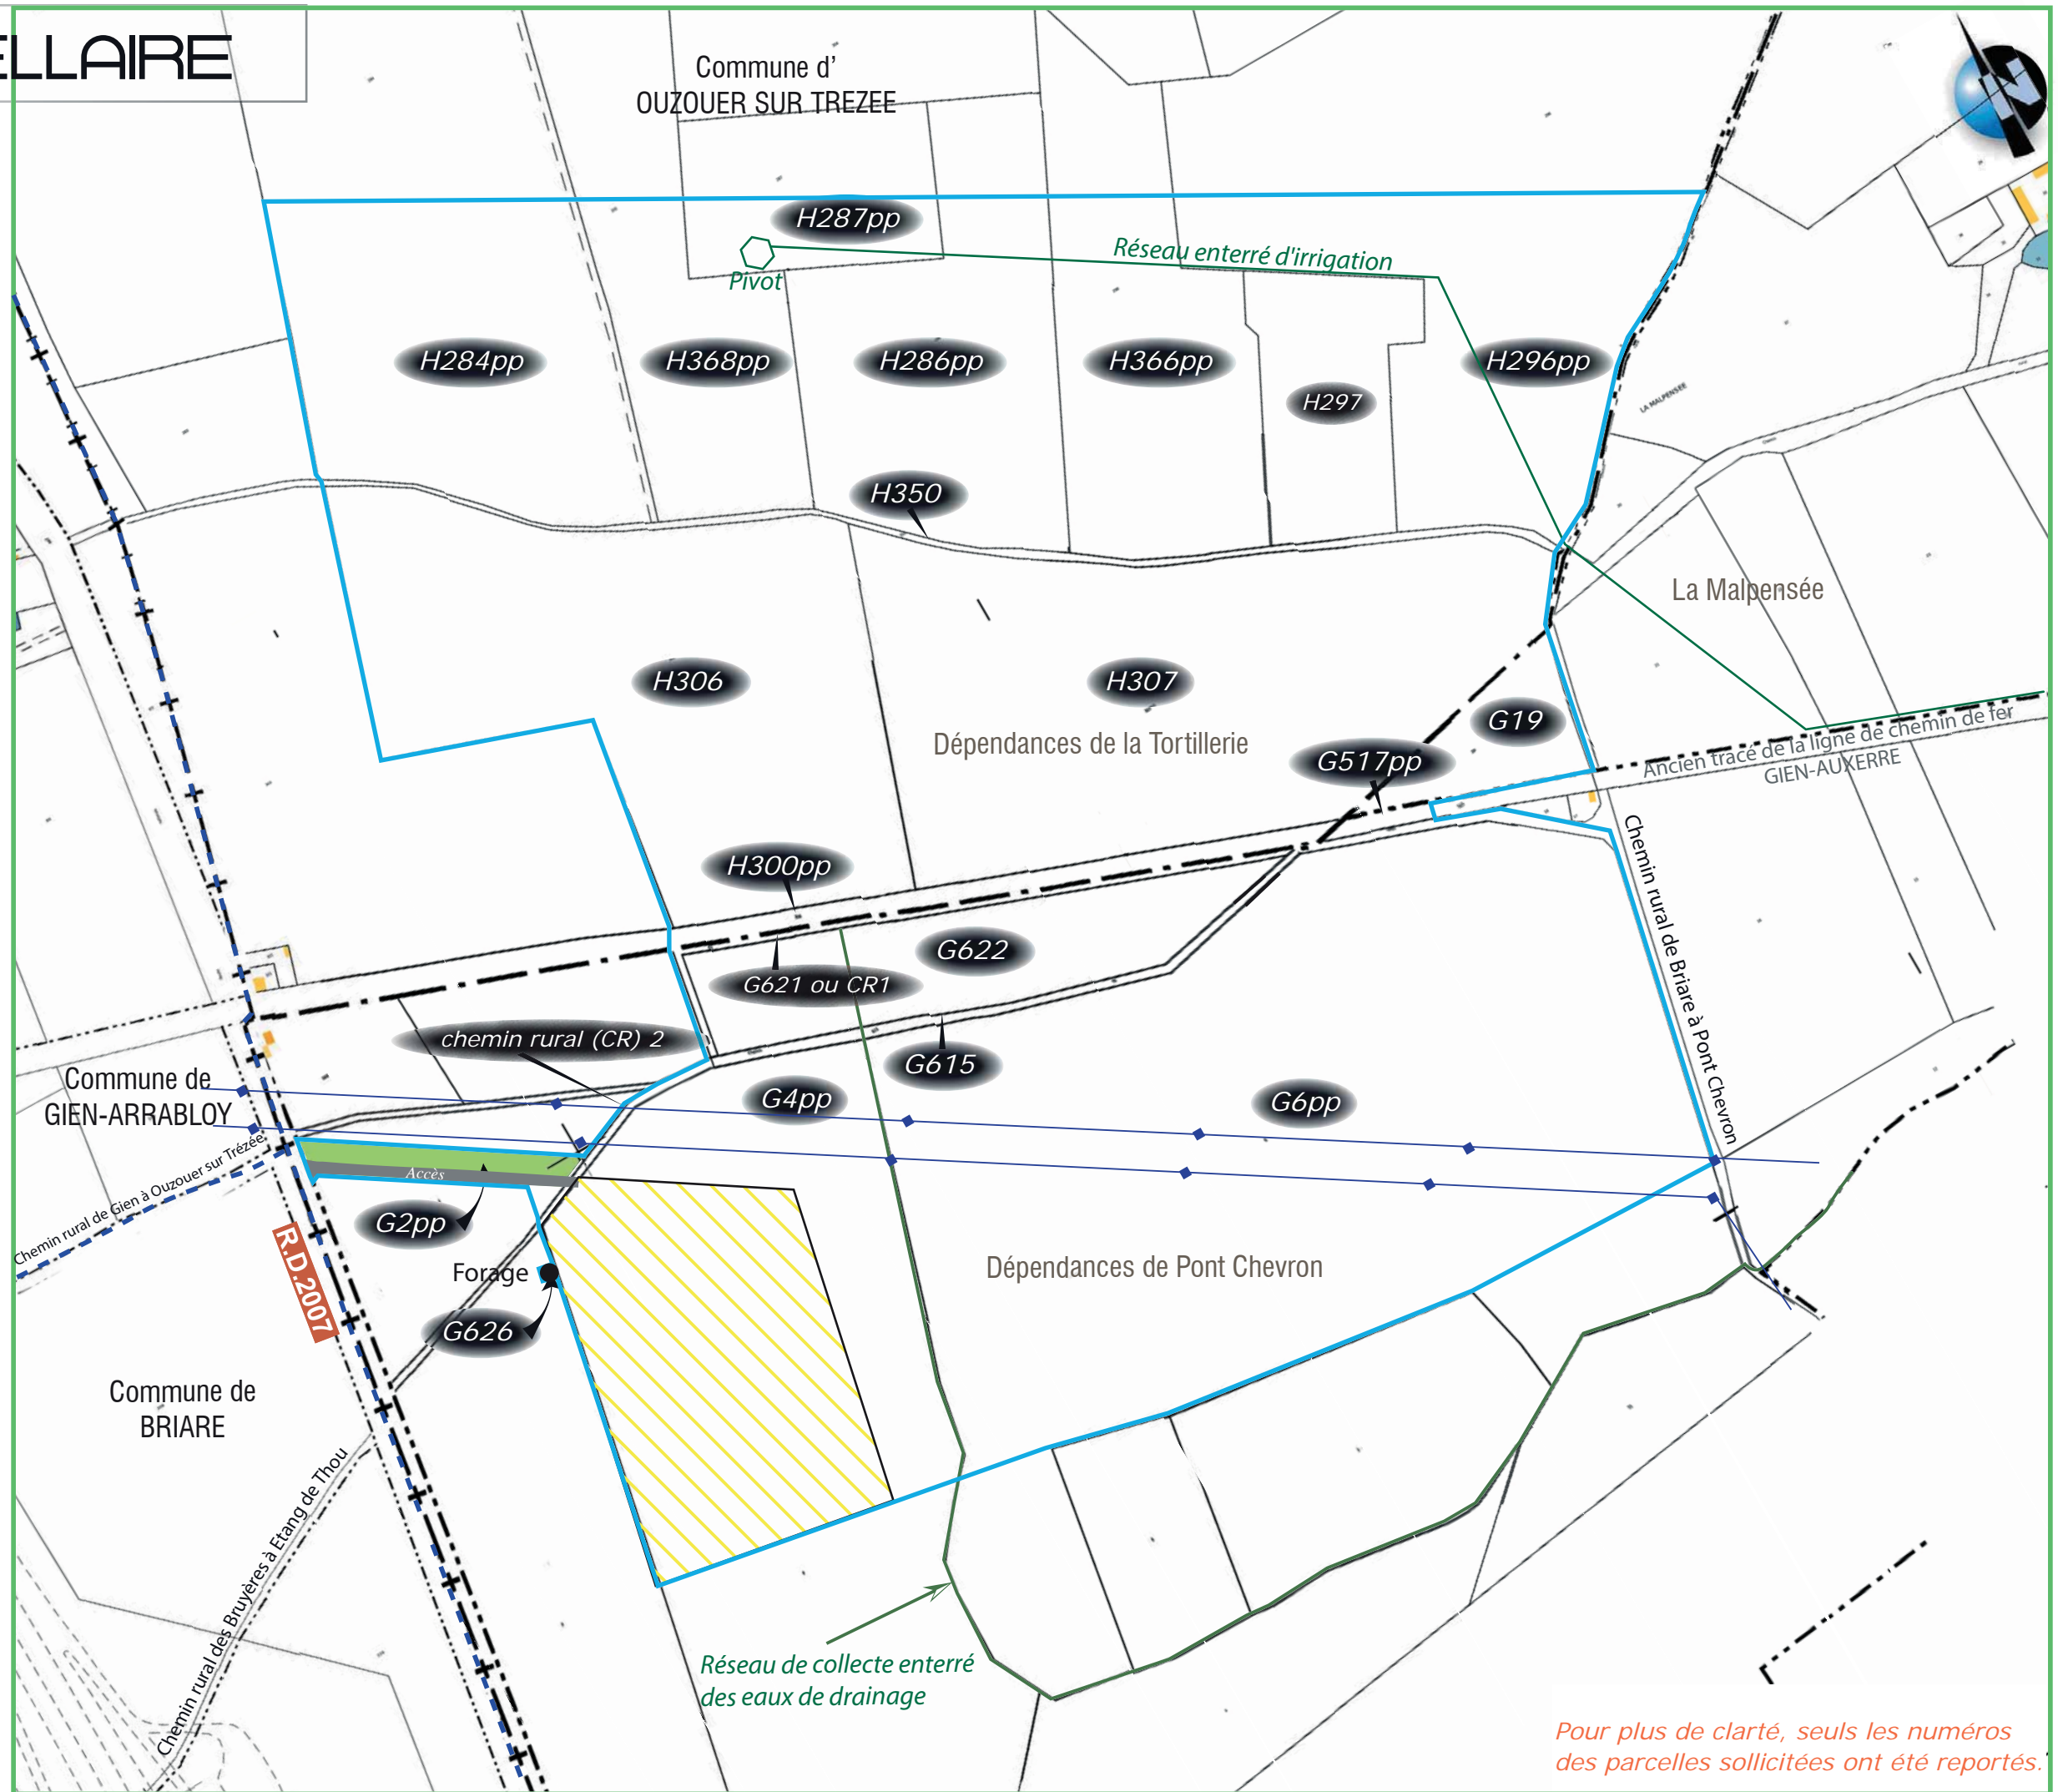 ELLAIRE
Commune d'
OUZOUER SUR TREZEE
H287pp
Réseau enterré d'irrigation
Pivot
H284pp
H368pp
H286pp
H366pp
H296pp
H297
LA MALPENSEE
H350
La Malpensée
H306
H307
G19
Dépendances de la Tortillerie
G517pp
Ancien tracé de la ligne de chemin de fer
GIEN-AUXERRE
Chemin rural de Briare à Pont Chevron
H300pp
G622
G621 ou CR1
chemin rural (CR) 2
G615
Commune de
GIEN-ARRABLOY
G4pp
G6pp
Chemin rural de Gien à Ouzouer sur Trézée
Accès
G2pp
R.D.2007
Forage
Dépendances de Pont Chevron
G626
Commune de
BRIARE
Chemin rural des Bruyères à Etang de Thou
Réseau de collecte enterré
des eaux de drainage
Pour plus de clarté, seuls les numéros
des parcelles sollicitées ont été reportés.